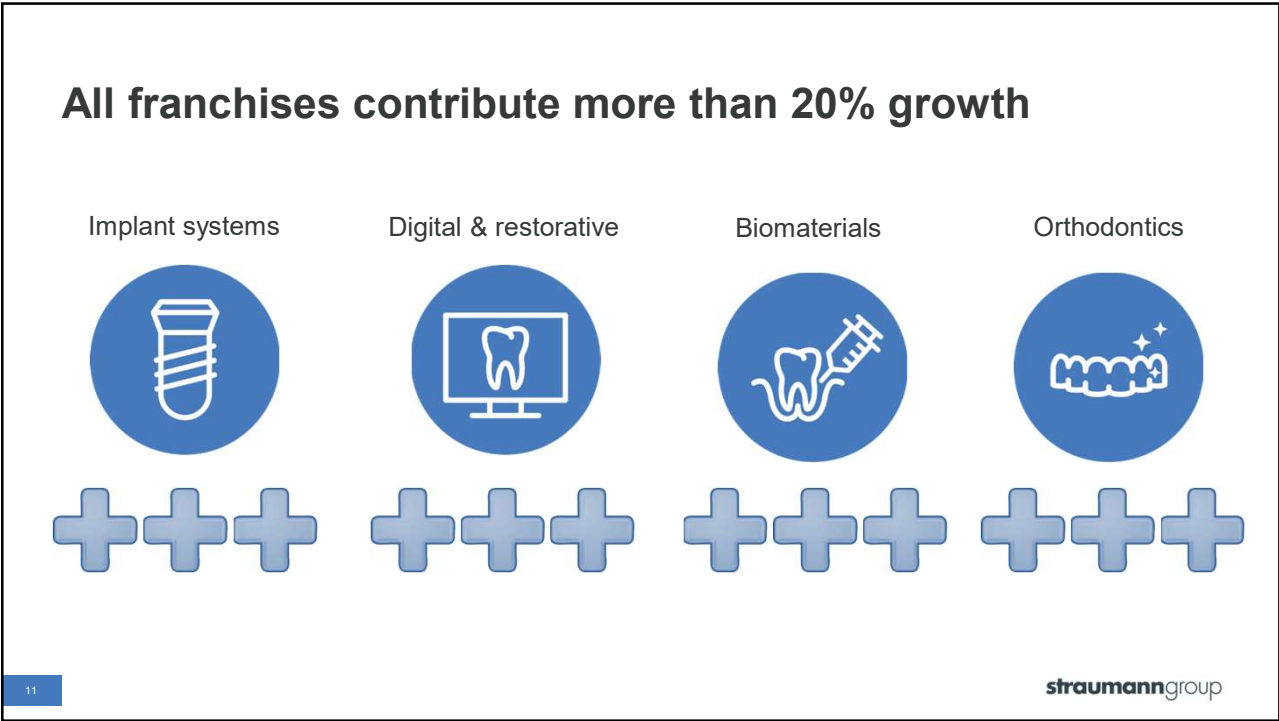 All franchises contribute more than 20% growth
Implant systems
Digital & restorative
Biomaterials
Orthodontics
11
straumanngroup